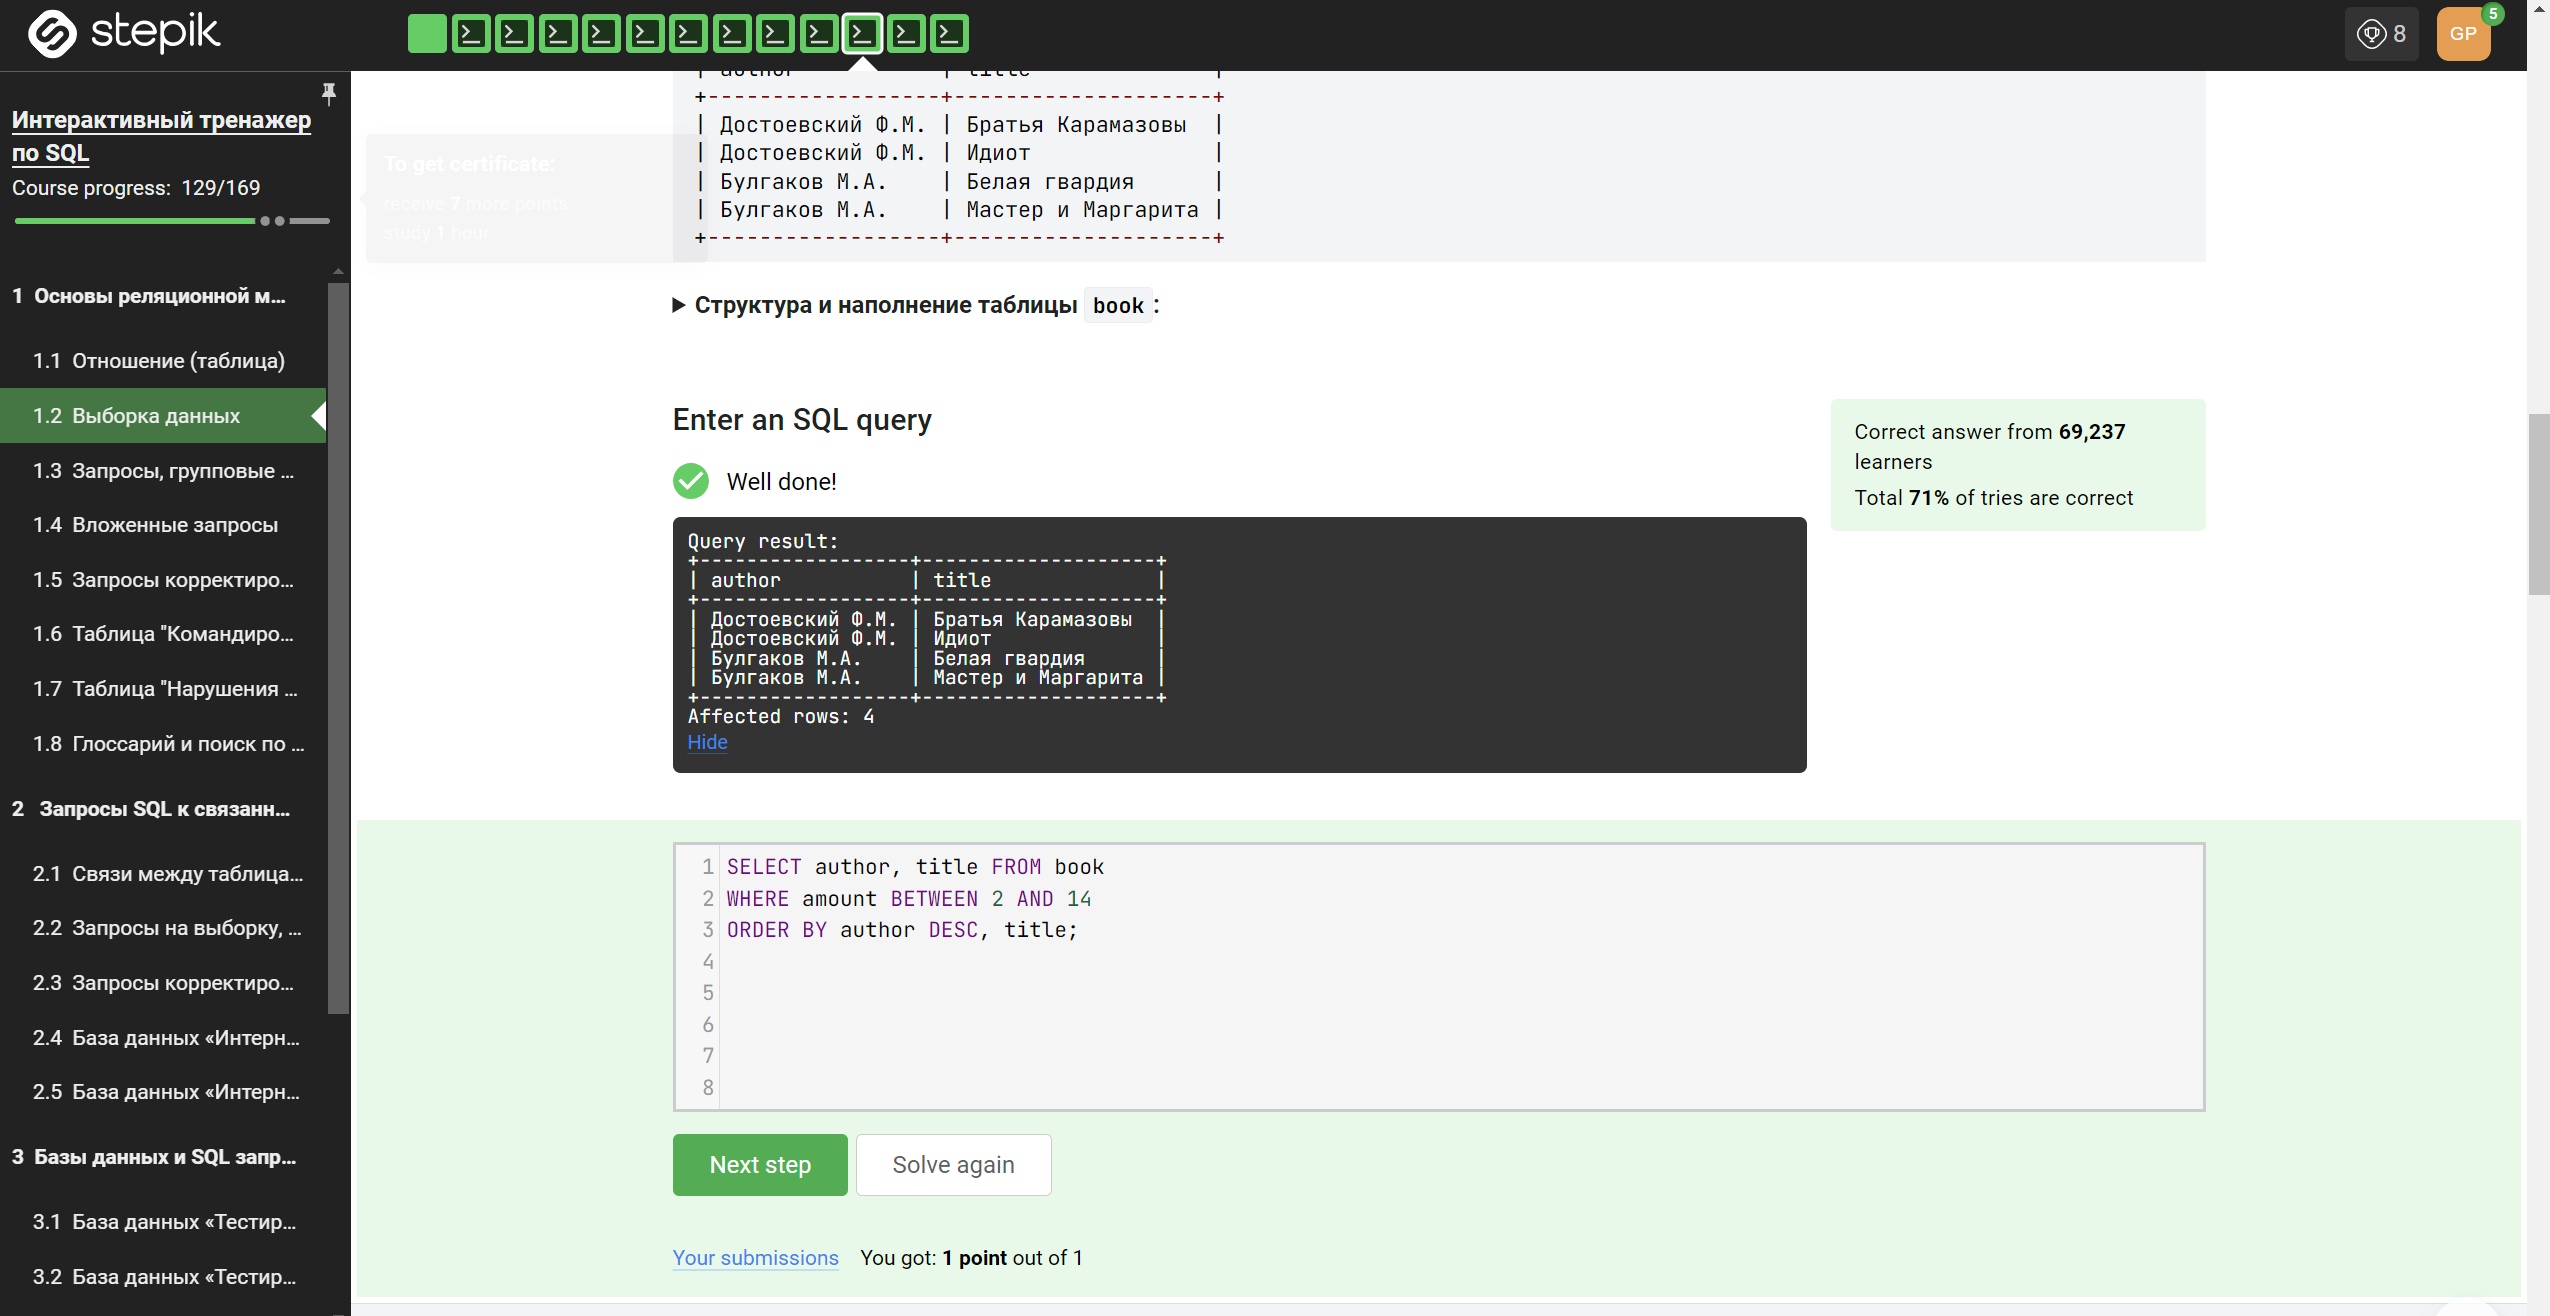 stepik
8
GP
5
Интерактивный тренажер
по SQL
Course progress: 129/169
To get certificate:
receive 7 more points
study 1 hour
1 Основы реляционной м...
1.1 Отношение (таблица)
1.2 Выборка данных
1.3 Запросы, групповые ...
1.4 Вложенные запросы
1.5 Запросы корректиро...
1.6 Таблица "Командиро...
1.7 Таблица "Нарушения ...
1.8 Глоссарий и поиск по ...
2 Запросы SQL к связанн...
2.1 Связи между таблица...
2.2 Запросы на выборку, ...
2.3 Запросы корректиро...
2.4 База данных «Интерн...
2.5 База данных «Интерн...
3 Базы данных и SQL запр...
3.1 База данных «Тестир...
3.2 База данных «Тестир...
| author | title |
+------------------+--------------------+
| Достоевский Ф.М. | Братья Карамазовы |
| Достоевский Ф.М. | Идиот |
| Булгаков М.А. | Белая гвардия |
| Булгаков М.А. | Мастер и Маргарита |
+------------------+--------------------+
Структура и наполнение таблицы book :
Enter an SQL query
Well done!
Correct answer from 69,237
learners
Total 71% of tries are correct
Query result:
+------------------+--------------------+
| author | title |
+------------------+--------------------+
| Достоевский Ф.М. | Братья Карамазовы |
| Достоевский Ф.М. | Идиот |
| Булгаков М.А. | Белая гвардия |
| Булгаков М.А. | Мастер и Маргарита |
+------------------+--------------------+
Affected rows: 4
Hide
1 SELECT author, title FROM book
2 WHERE amount BETWEEN 2 AND 14
3 ORDER BY author DESC, title;
4
5
6
7
8
Next step
Solve again
Your submissions You got: 1 point out of 1